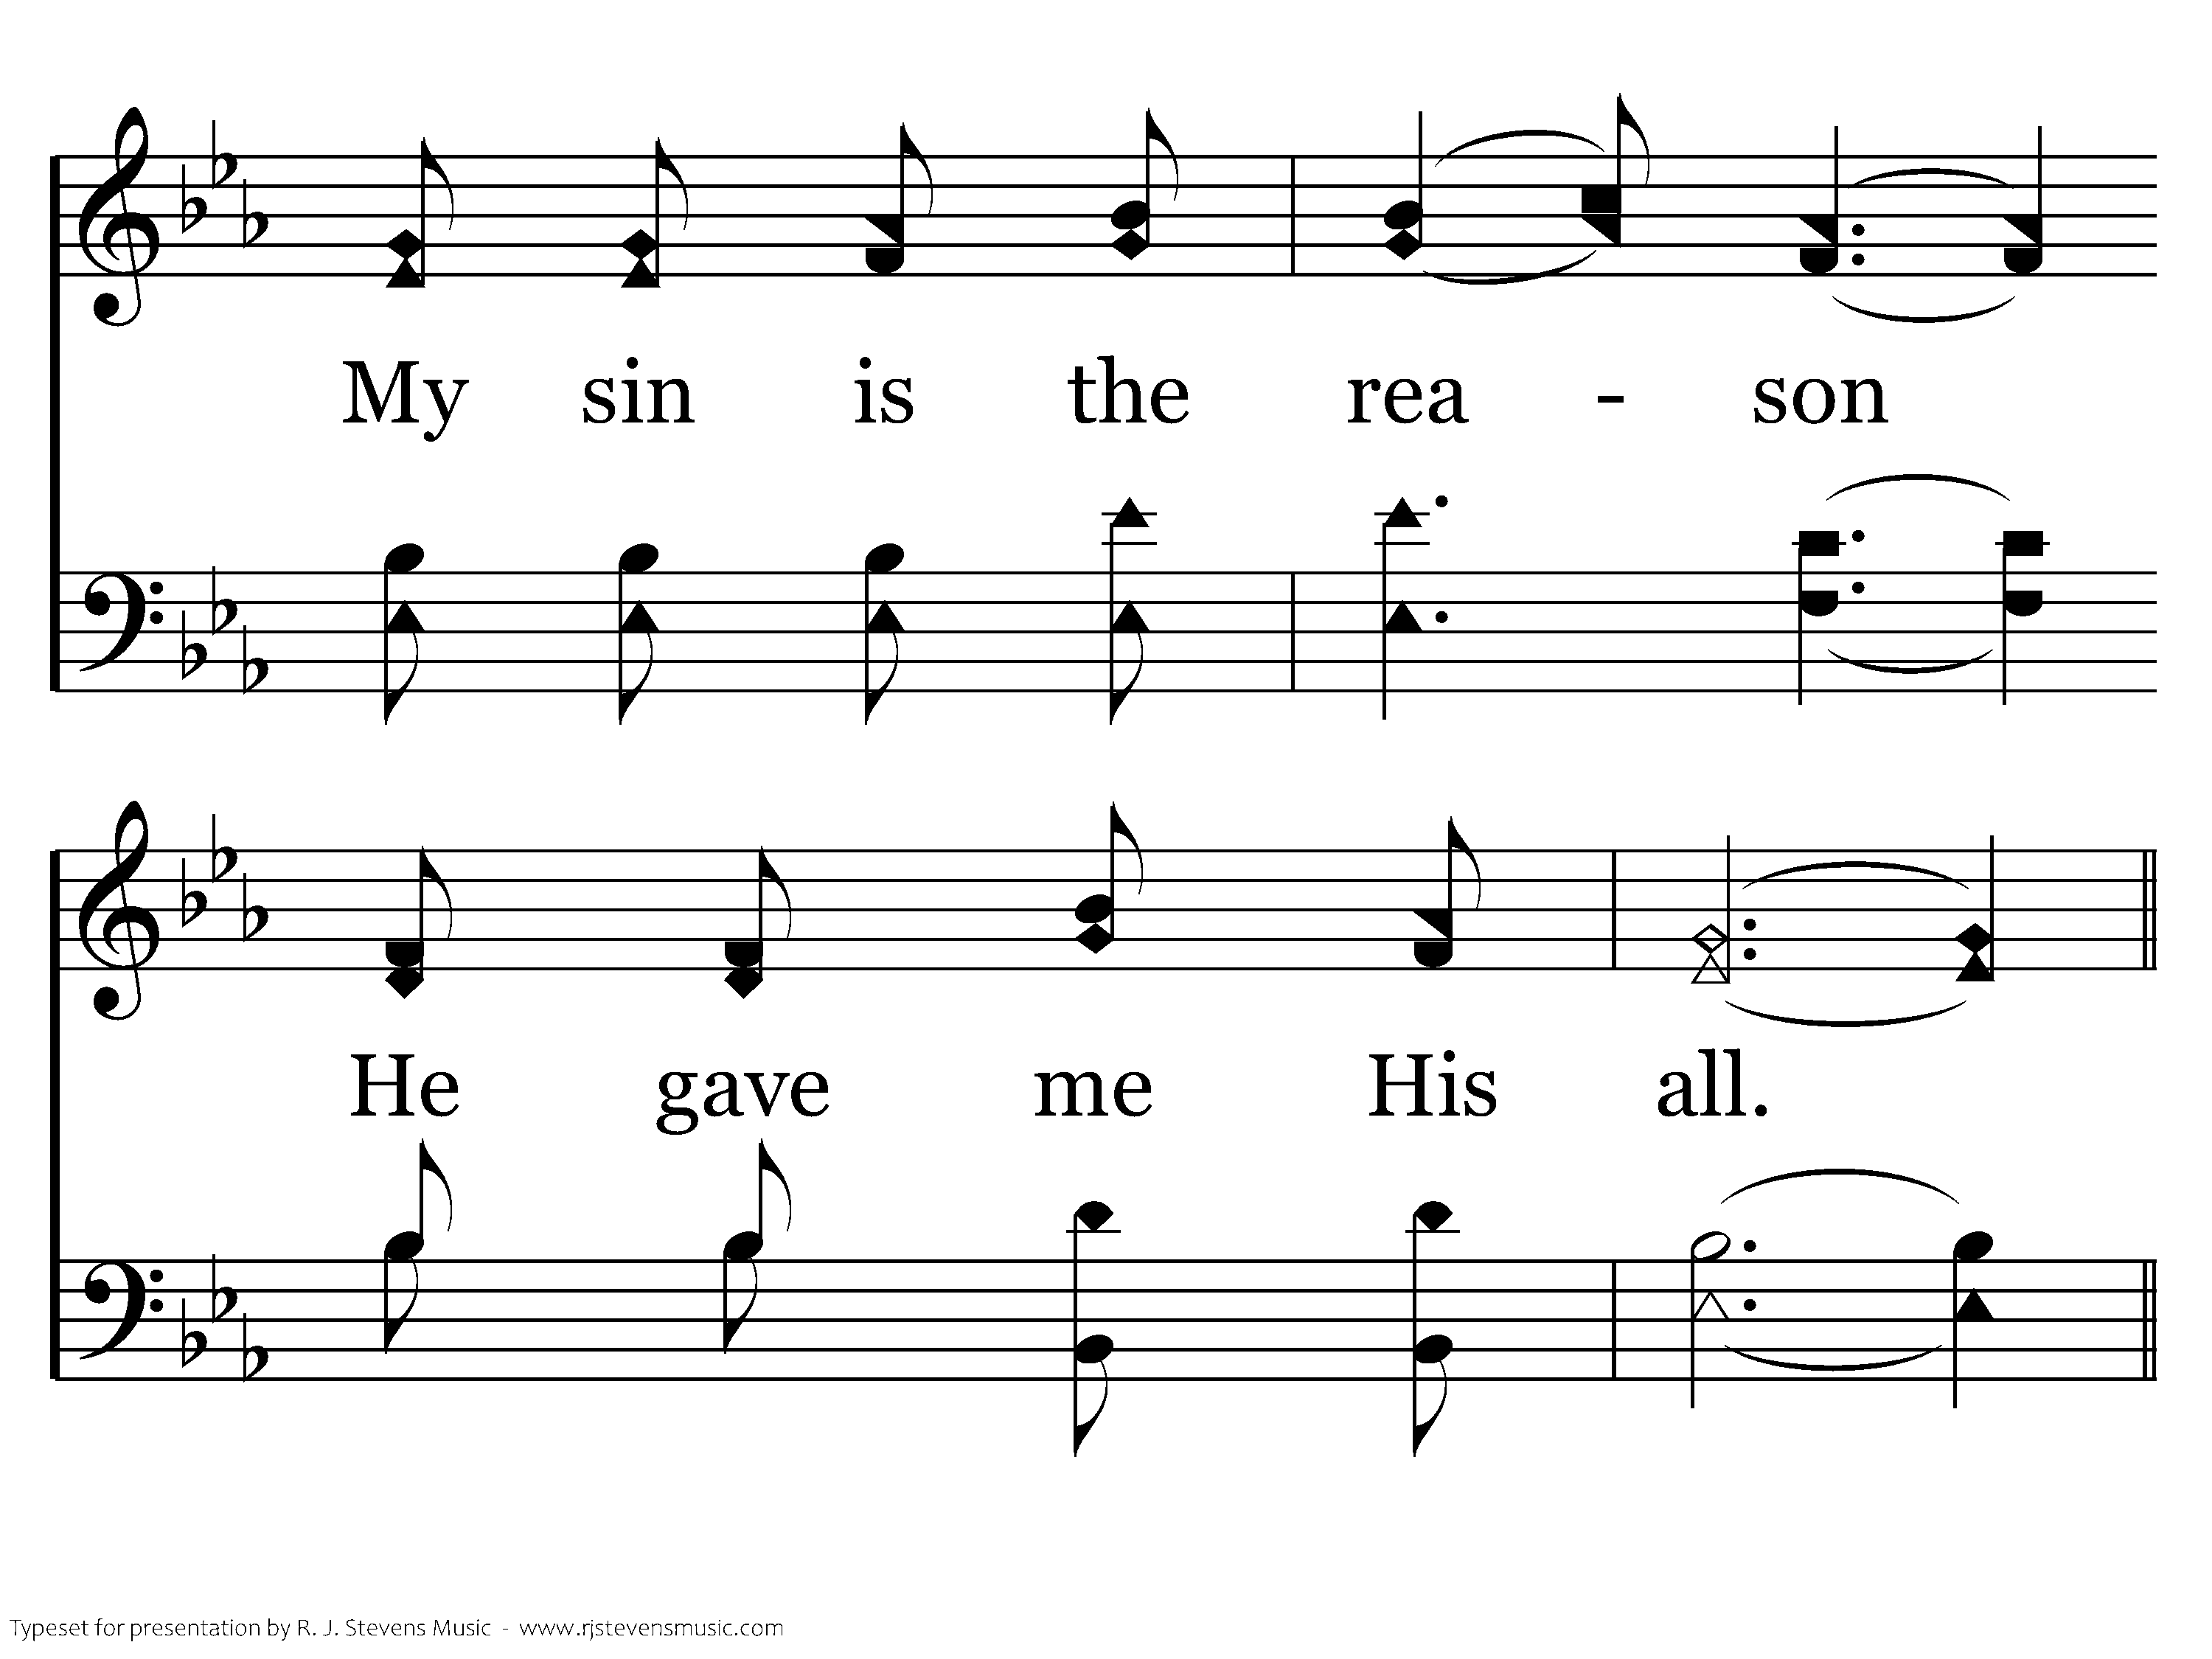 My sin is the rea - son
He gave me His all.
Typeset for presentation by R. J. Stevens Music - www.rjstevensmusic.com